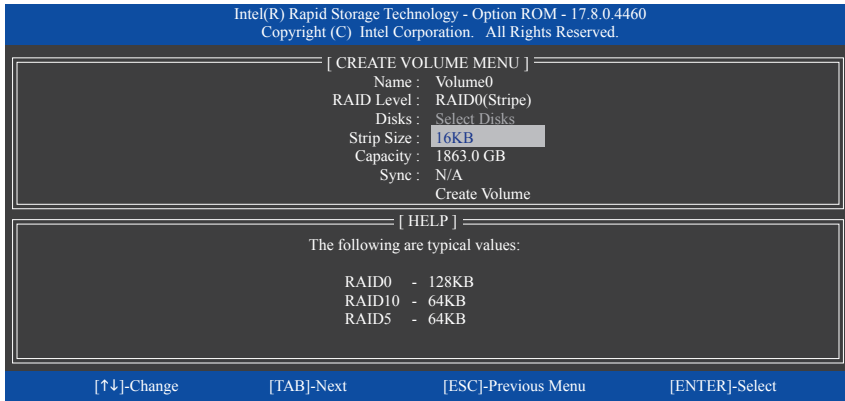 Intel(R) Rapid Storage Technology - Option ROM - 17.8.0.4460
Copyright (C) Intel Corporation. All Rights Reserved.
[ CREATE VOLUME MENU ]
Name : Volume0
RAID Level : RAID0(Stripe)
Disks : Select Disks
Strip Size : 16KB
Capacity : 1863.0 GB
Sync : N/A
Create Volume
[ HELP ]
The following are typical values:
RAID0 - 128KB
RAID10 - 64KB
RAID5 - 64KB
[↑↓]-Change [TAB]-Next [ESC]-Previous Menu [ENTER]-Select